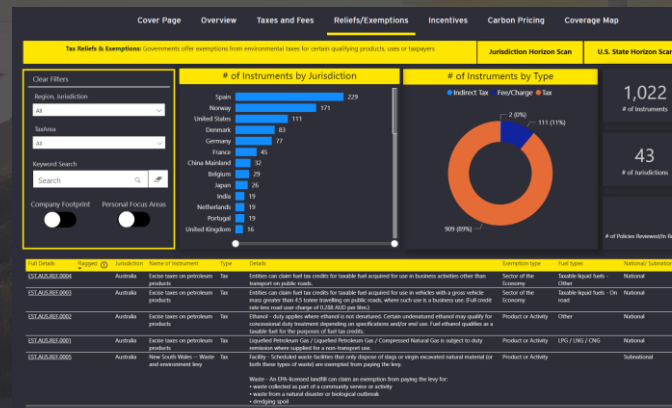 Cover Page Overview Taxes and Fees Reliefs/Exemptions Incentives Carbon Pricing Coverage Map
Tax Reliefs & Exemptions: Governments offer exemptions from environmental taxes for certain qualifying products, uses or taxpayers
Jurisdiction Horizon Scan
U.S. State Horizon Scan
Clear Filters
Region, Jurisdiction
All
TaxArea
All
Keyword Search
Search
Company Footprint Personal Focus Areas
# of Instruments by Jurisdiction
Spain 229
Norway 171
United States 111
Denmark 83
Germany 77
France 45
China Mainland 32
Belgium 29
Japan 26
India 19
Netherlands 19
Portugal 19
United Kingdom 16
# of Instruments by Type
Indirect Tax Fee/Charge Tax
2 (0%)
111 (11%)
909 (89%)
1,022
# of Instruments
43
# of Jurisdictions
# of Policies Reviewed/In
Full Details Flagged Jurisdiction Name of Instrument Type Details Exemption type Fuel types National/ Subnation
EST.AUS.REF.0004 Australia Excise taxes on petroleum Tax Entities can claim fuel tax credits for taxable fuel acquired for use in business activities other than Sector of the Taxable liquid fuels - National
products transport on public roads. Economy Other
EST.AUS.REF.0003 Australia Excise taxes on petroleum Tax Entities can claim fuel tax credits for taxable fuel acquired for use in vehicles with a gross vehicle Sector of the Taxable liquid fuels - On National
products mass greater than 4.5 tonne travelling on public roads, where such use is a business use. (Full credit Economy road
rate less road user charge of 0.288 AUD per litre.)
EST.AUS.REF.0002 Australia Excise taxes on petroleum Tax Ethanol - duty applies where ethanol is not denatured. Certain undenatured ethanol may qualify for Product or Activity Other National
products concessional duty treatment depending on specifications and/or end use. Fuel ethanol qualifies as a
taxable fuel for the purposes of fuel tax credits.
EST.AUS.REF.0001 Australia Excise taxes on petroleum Tax Liquefied Petroleum Gas / Liquefied Petroleum Gas / Compressed Natural Gas is subject to duty Product or Activity LPG / LNG / CNG National
products remission where supplied for a non-transport use.
EST.AUS.REF.0005 Australia New South Wales – Waste Tax Facility - Scheduled waste facilities that only dispose of slags or virgin excavated natural material (or Product or Activity Subnational
and environment levy both these types of waste) are exempted from paying the levy.
Waste - An EPA-licensed landfill can claim an exemption from paying the levy for:
• waste collected as part of a community service or activity
• waste from a natural disaster or biological outbreak
• dredging spoil